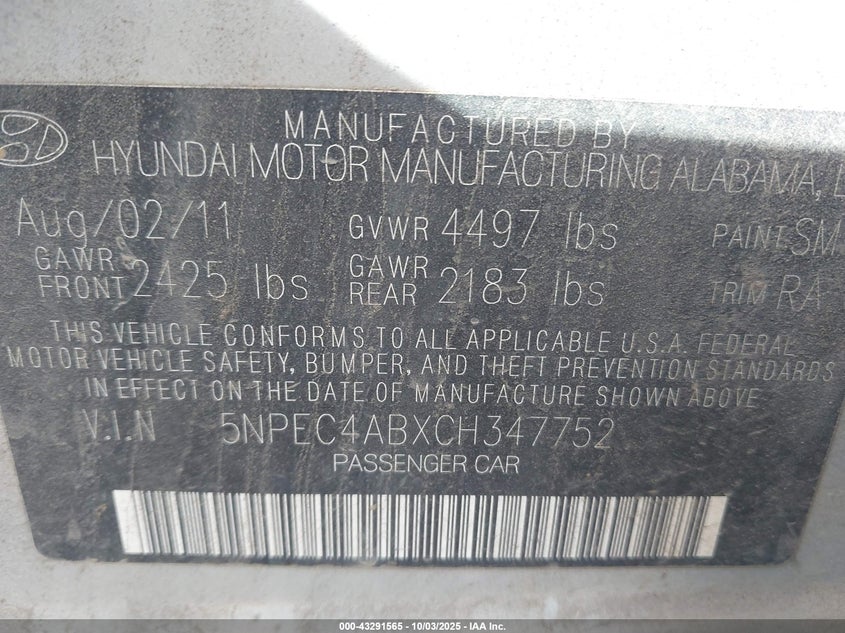 MANUFACTURED BY
HYUNDAI MOTOR MANUFACTURING ALABAMA, L
Aug/02/11 GVWR 4497 lbs PAINT SM
GAWR FRONT 2425 lbs GAWR REAR 2183 lbs TRIM RA
THIS VEHICLE CONFORMS TO ALL APPLICABLE U.S.A. FEDERAL
MOTOR VEHICLE SAFETY, BUMPER, AND THEFT PREVENTION STANDARDS
IN EFFECT ON THE DATE OF MANUFACTURE SHOWN ABOVE.
V.I.N 5NPEC4ABXCH347752
PASSENGER CAR
000-43291565 - 10/03/2025 - IAA Inc.